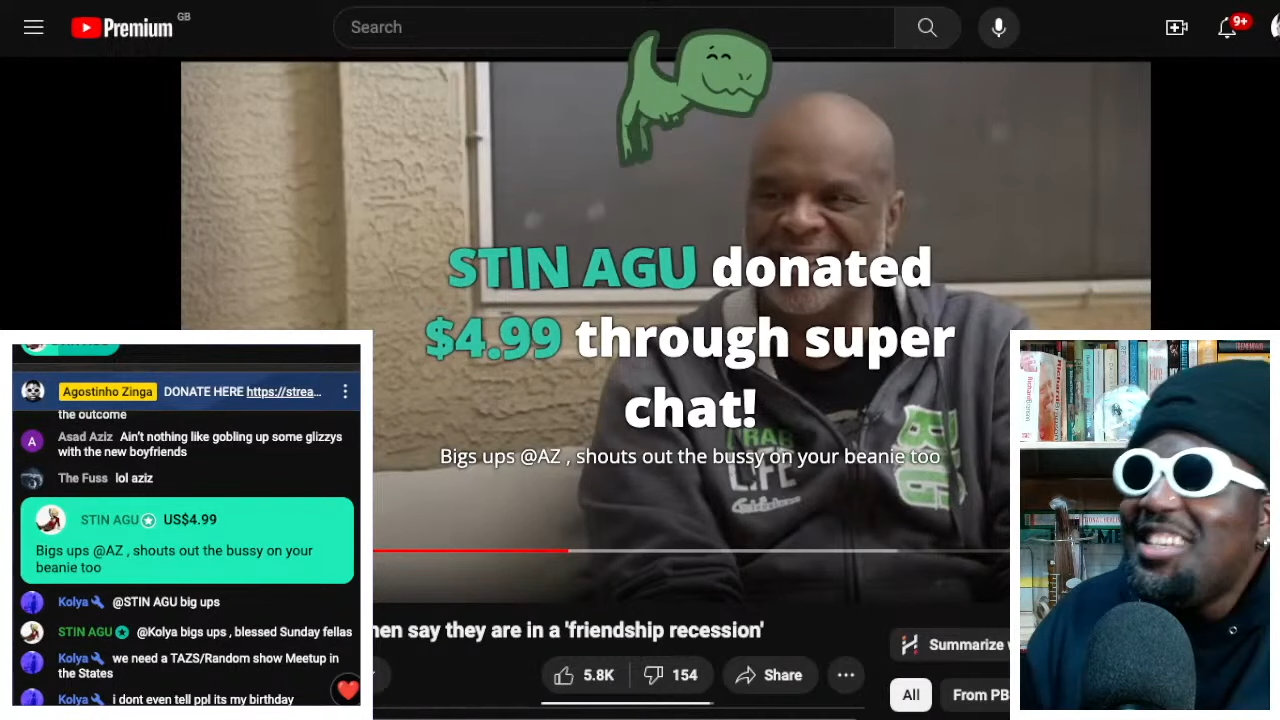 Premium GB
Search
9+
STIN AGU donated
$4.99 through super
chat!
Bigs ups @AZ , shouts out the bussy on your beanie too
Agostinho Zinga DONATE HERE https://strea...
the outcome
Asad Aziz Ain't nothing like gobling up some glizzys
with the new boyfriends
The Fuss lol aziz
STIN AGU US$4.99
Bigs ups @AZ , shouts out the bussy on your
beanie too
Kolya @STIN AGU big ups
STIN AGU @Kolya bigs ups , blessed Sunday fellas
Kolya we need a TAZS/Random show Meetup in
the States
Kolya i dont even tell ppl its my birthday
men say they are in a 'friendship recession'
5.8K
154
Share
Summarize
All
From PB
LIFE